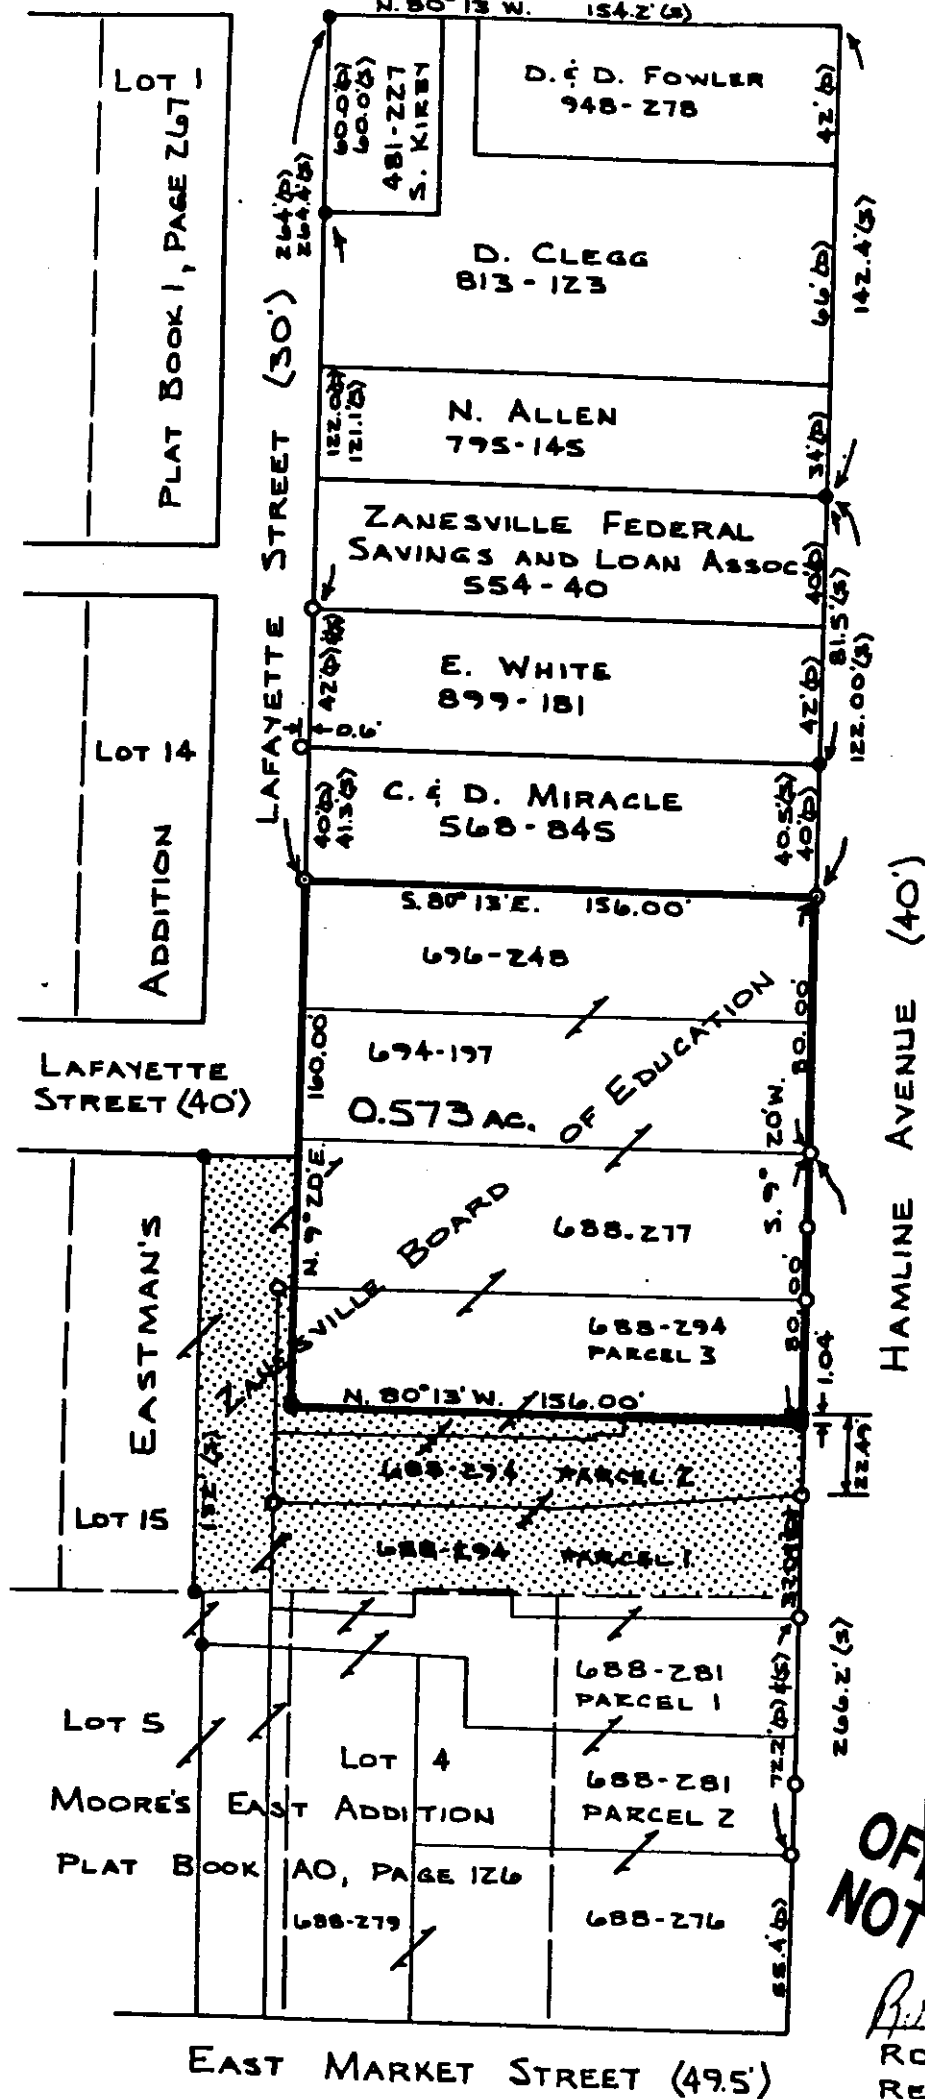 N. 80° 13' W. 154.2' (S)
LOT 1
PLAT BOOK 1, PAGE 267
60.0'(D)
60.0'(S)
481-227
S. KIRBY
D. & D. FOWLER
948-278
42'(D)
264'(D)
264.4'(S)
D. CLEGG
813-123
66'(D)
142.4'(S)
LAFAYETTE STREET (30')
122.0'(D)
121.1'(S)
N. ALLEN
795-145
34'(D)
ZANESVILLE FEDERAL
SAVINGS AND LOAN ASSOC.
554-40
40'(D)
81.5'(S)
122.00'(S)
42'(D)&(S)
E. WHITE
899-181
42'(D)
0.6'
LOT 14
ADDITION
40'(D)
41.3'(S)
C. & D. MIRACLE
568-845
40.5'(S)
40'(D)
HAMLINE AVENUE (40')
S. 80° 13' E. 156.00'
696-248
694-197
0.573 AC.
160.00
N. 9° 20' E.
80.00'
S. 9° 20' W.
80.00'
ZANESVILLE BOARD OF EDUCATION
LAFAYETTE
STREET (40')
688-277
688-294
PARCEL 3
1.04
N. 80° 13' W. 156.00'
22.49'
EASTMAN'S
LOT 15
132'
688-294 PARCEL 2
688-294 PARCEL 1
266.2' (S)
688-281
PARCEL 1
72.2'(D)&(S)
LOT 5
LOT 4
688-281
PARCEL 2
MOORE'S EAST ADDITION
PLAT BOOK AO, PAGE 126
688-279
688-276
NOT
RE
EAST MARKET STREET (49.5')